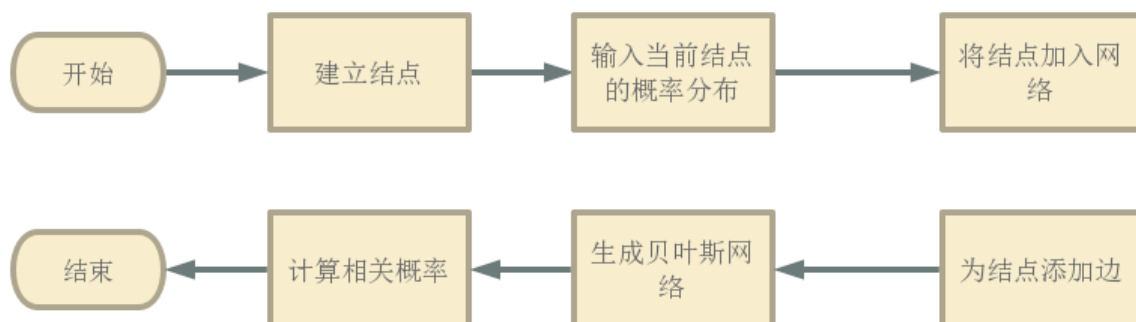 开始
建立结点
输入当前结点
的概率分布
将结点加入网
络
结束
计算相关概率
生成贝叶斯网
络
为结点添加边